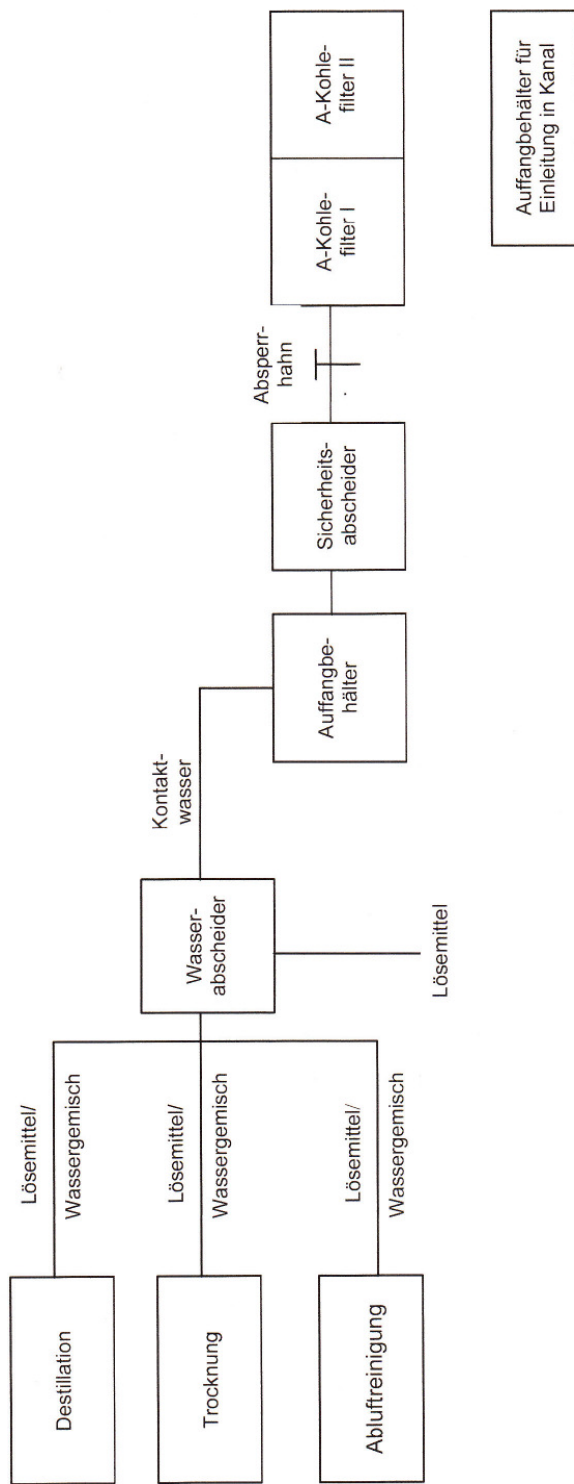 Destillation
Trocknung
Abluftreinigung
Lösemittel/
Wassergemisch
Lösemittel/
Wassergemisch
Lösemittel/
Wassergemisch
Wasser-
abscheider
Lösemittel
Kontakt-
wasser
Auffangbe-
hälter
Sicherheits-
abscheider
Absperr-
hahn
A-Kohle-
filter I
A-Kohle-
filter II
Auffangbehälter für
Einleitung in Kanal